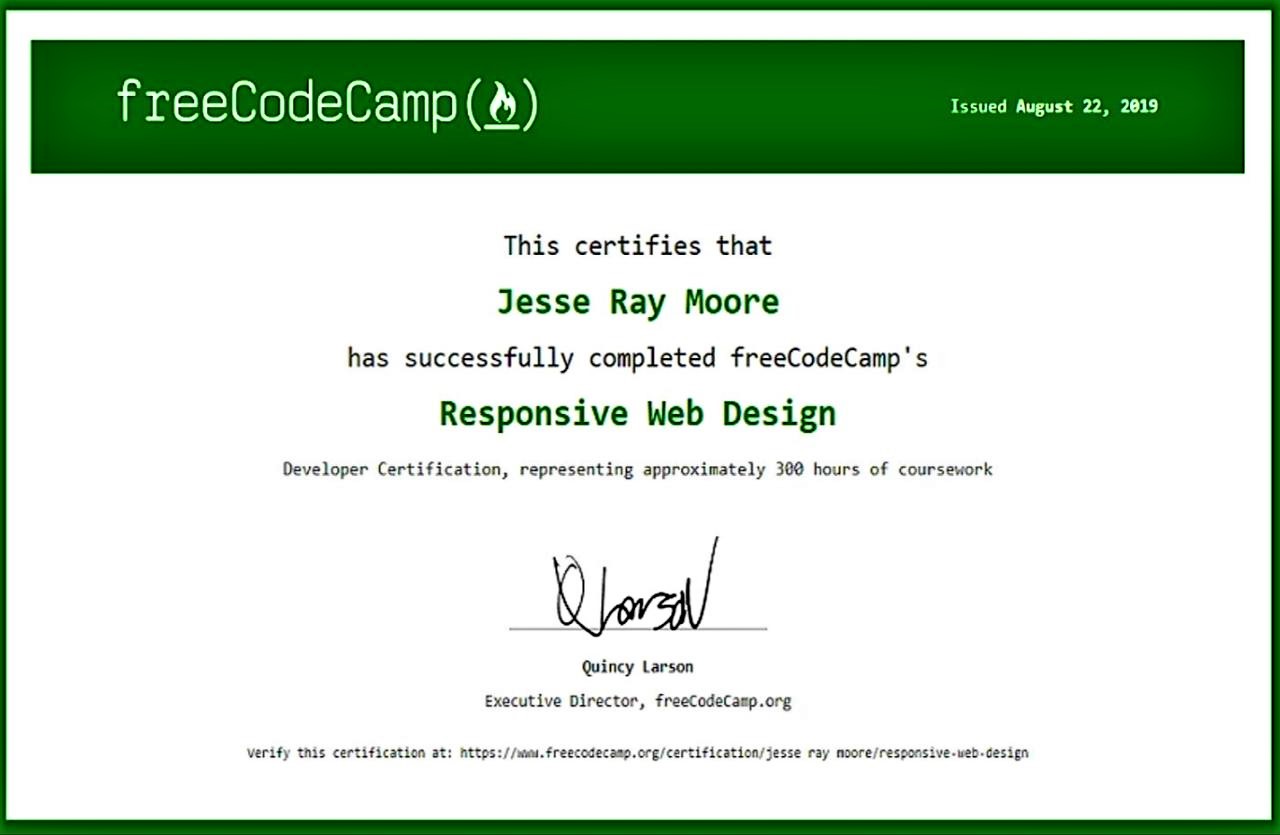 freeCodeCamp(🔥)
Issued August 22, 2019
This certifies that
Jesse Ray Moore
has successfully completed freeCodeCamp's
Responsive Web Design
Developer Certification, representing approximately 300 hours of coursework
Q Larson
Quincy Larson
Executive Director, freeCodeCamp.org
Verify this certification at: https://www.freecodecamp.org/certification/jesse ray moore/responsive-web-design